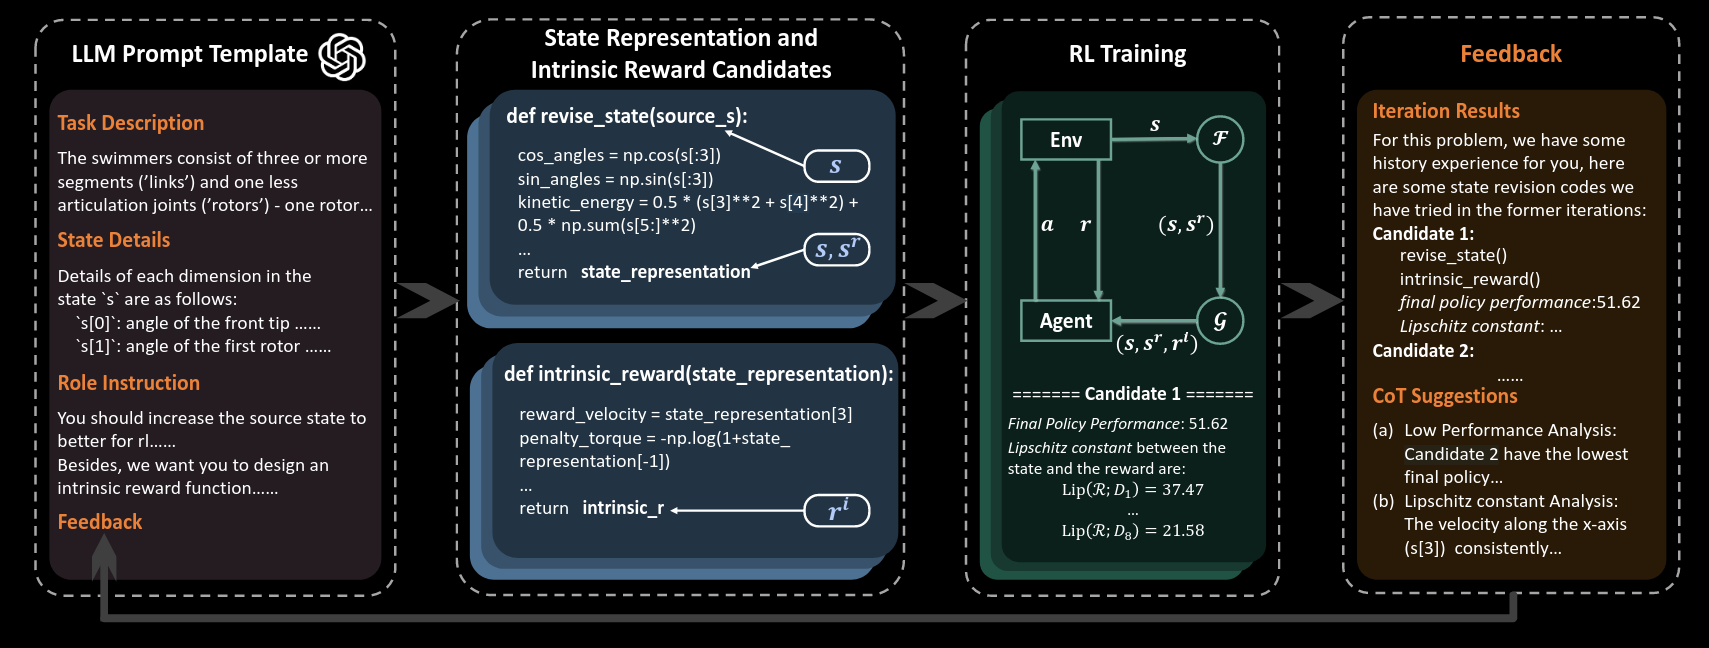 LLM Prompt Template
Task Description
The swimmers consist of three or more
segments ('links') and one less
articulation joints ('rotors') - one rotor...
State Details
Details of each dimension in the
state `s` are as follows:
`s[0]`: angle of the front tip ......
`s[1]`: angle of the first rotor ......
Role Instruction
You should increase the source state to
better for rl......
Besides, we want you to design an
intrinsic reward function......
Feedback
State Representation and
Intrinsic Reward Candidates
def revise_state(source_s):
cos_angles = np.cos(s[:3])
sin_angles = np.sin(s[:3])
kinetic_energy = 0.5 * (s[3]**2 + s[4]**2) +
0.5 * np.sum(s[5:]**2)
...
return state_representation
s
s, s^r
def intrinsic_reward(state_representation):
reward_velocity = state_representation[3]
penalty_torque = -np.log(1+state_
representation[-1])
...
return intrinsic_r
r^i
RL Training
Env
s
ℱ
a
r
(s, s^r)
Agent
𝒢
(s, s^r, r^i)
======= Candidate 1 =======
Final Policy Performance: 51.62
Lipschitz constant between the
state and the reward are:
Lip(ℛ; D₁) = 37.47
...
Lip(ℛ; D₈) = 21.58
Feedback
Iteration Results
For this problem, we have some
history experience for you, here
are some state revision codes we
have tried in the former iterations:
Candidate 1:
revise_state()
intrinsic_reward()
final policy performance:51.62
Lipschitz constant: ...
Candidate 2:
......
CoT Suggestions
(a) Low Performance Analysis:
Candidate 2 have the lowest
final policy...
(b) Lipschitz constant Analysis:
The velocity along the x-axis
(s[3]) consistently...